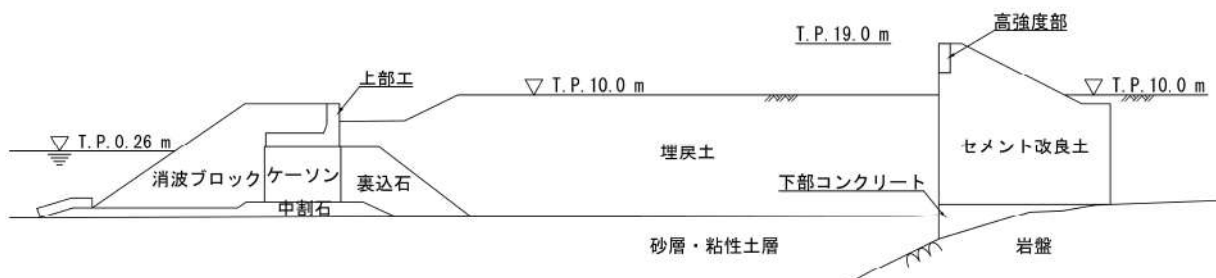 高強度部
T.P.19.0 m
上部工
T.P.10.0 m
T.P.10.0 m
T.P.0.26 m
埋戻土
セメント改良土
消波ブロック
ケーソン
裏込石
下部コンクリート
中割石
砂層・粘性土層
岩盤